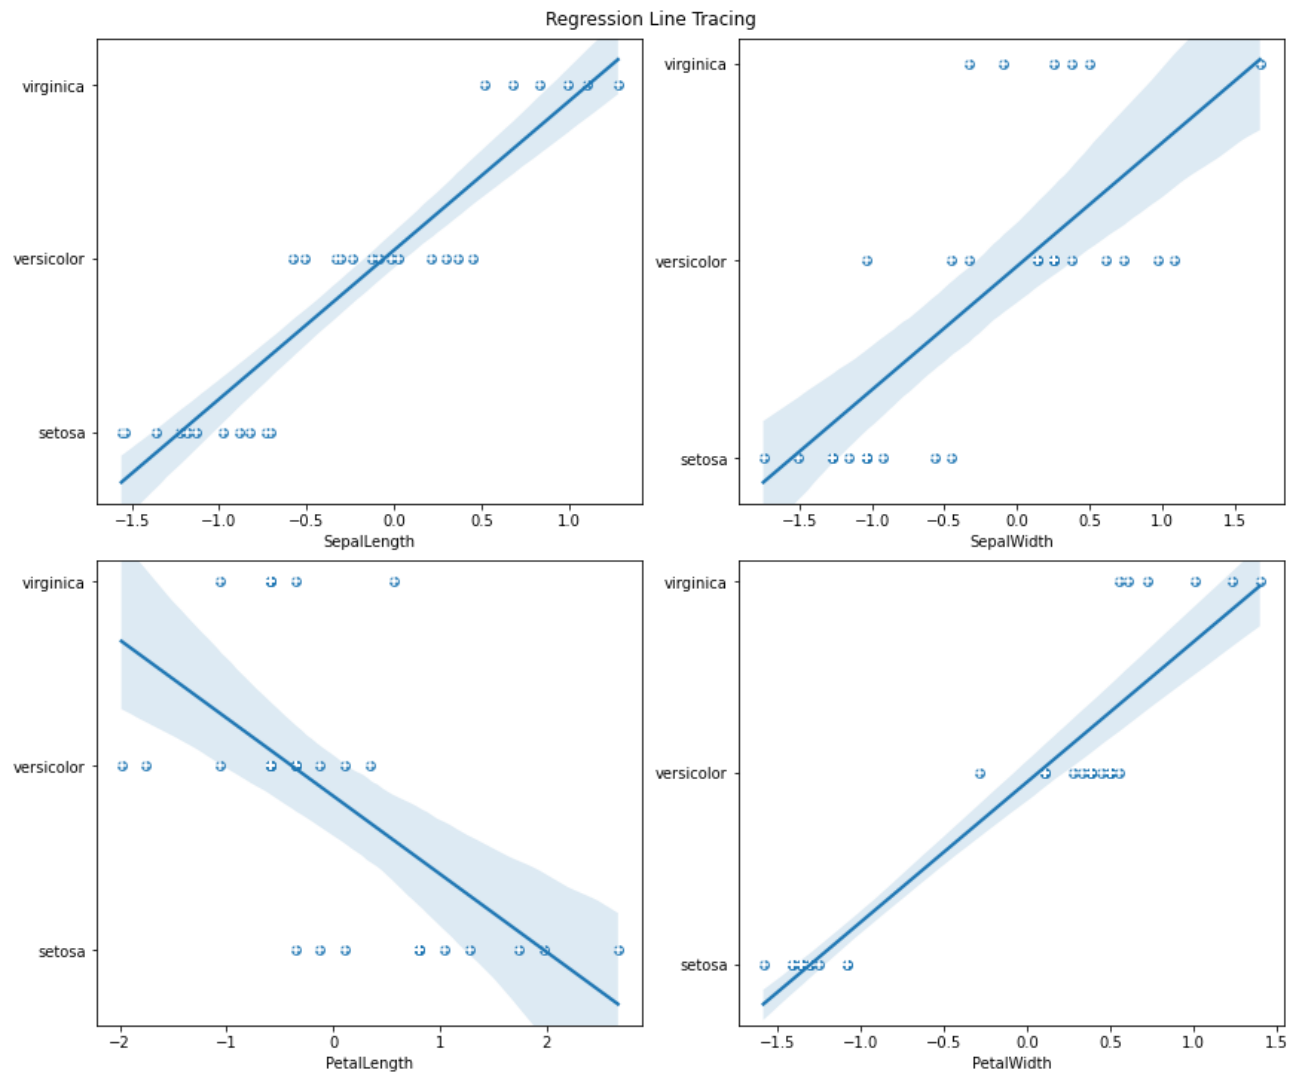 Regression Line Tracing
virginica
versicolor
setosa
−1.5 −1.0 −0.5 0.0 0.5 1.0
SepalLength
virginica
versicolor
setosa
−1.5 −1.0 −0.5 0.0 0.5 1.0 1.5
SepalWidth
virginica
versicolor
setosa
−2 −1 0 1 2
PetalLength
virginica
versicolor
setosa
−1.5 −1.0 −0.5 0.0 0.5 1.0 1.5
PetalWidth